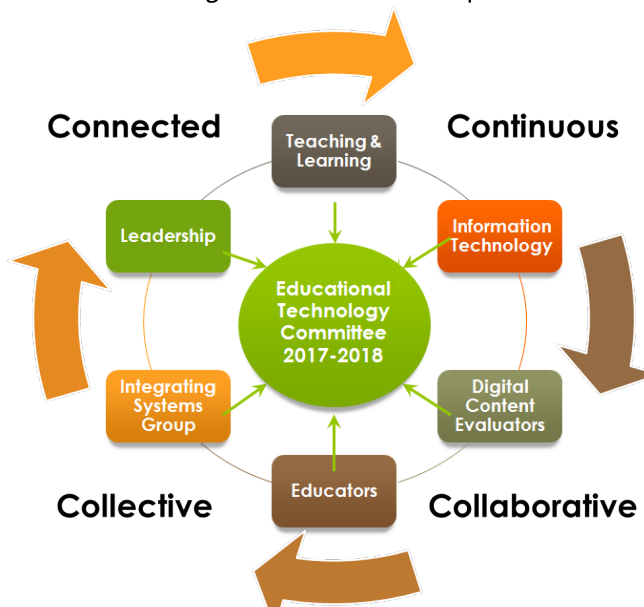 Connected
Continuous
Teaching &
Learning
Leadership
Information
Technology
Educational
Technology
Committee
2017-2018
Integrating
Systems
Group
Digital
Content
Evaluators
Educators
Collective
Collaborative